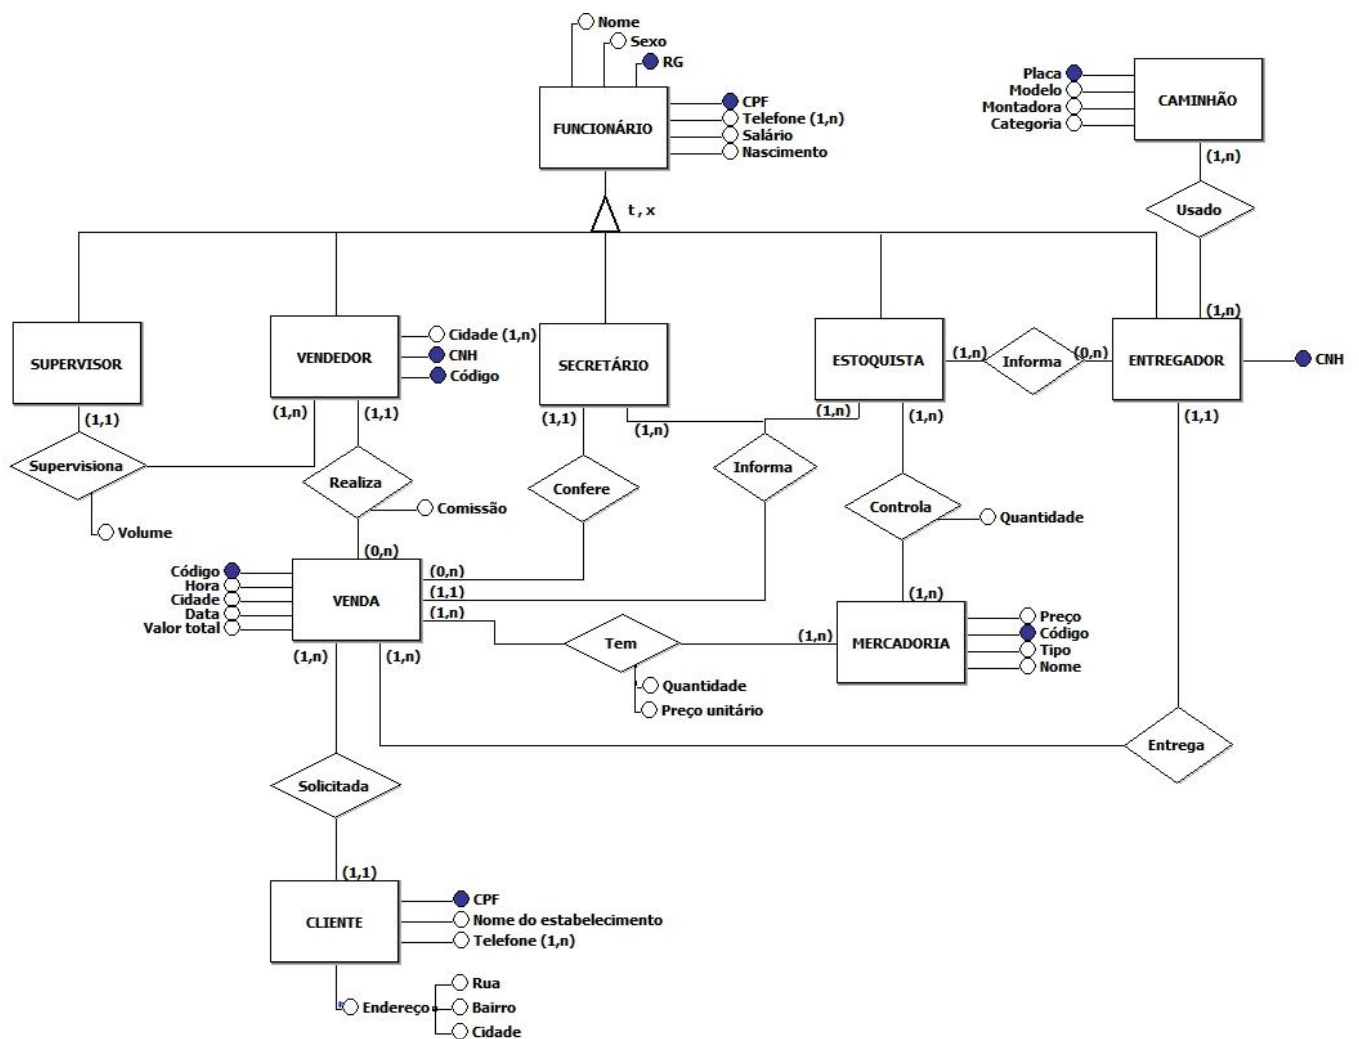 Nome
Sexo
RG
FUNCIONÁRIO
CPF
Telefone (1,n)
Salário
Nascimento
Placa
Modelo
Montadora
Categoria
CAMINHÃO
(1,n)
Usado
t,x
(1,n)
SUPERVISOR
(1,1)
VENDEDOR
Cidade (1,n)
CNH
Código
(1,n)
(1,1)
SECRETÁRIO
(1,1)
(1,n)
ESTOQUISTA
(1,n)
(1,n)
(1,n)
Informa
(0,n)
ENTREGADOR
CNH
(1,1)
Supervisiona
Volume
Realiza
Comissão
Confere
Informa
Controla
Quantidade
(0,n)
Código
Hora
Cidade
Data
Valor total
VENDA
(0,n)
(1,1)
(1,n)
(1,n)
(1,n)
Tem
Quantidade
Preço unitário
(1,n)
(1,n)
MERCADORIA
Preço
Código
Tipo
Nome
Entrega
Solicitada
(1,1)
CLIENTE
CPF
Nome do estabelecimento
Telefone (1,n)
Endereço
Rua
Bairro
Cidade